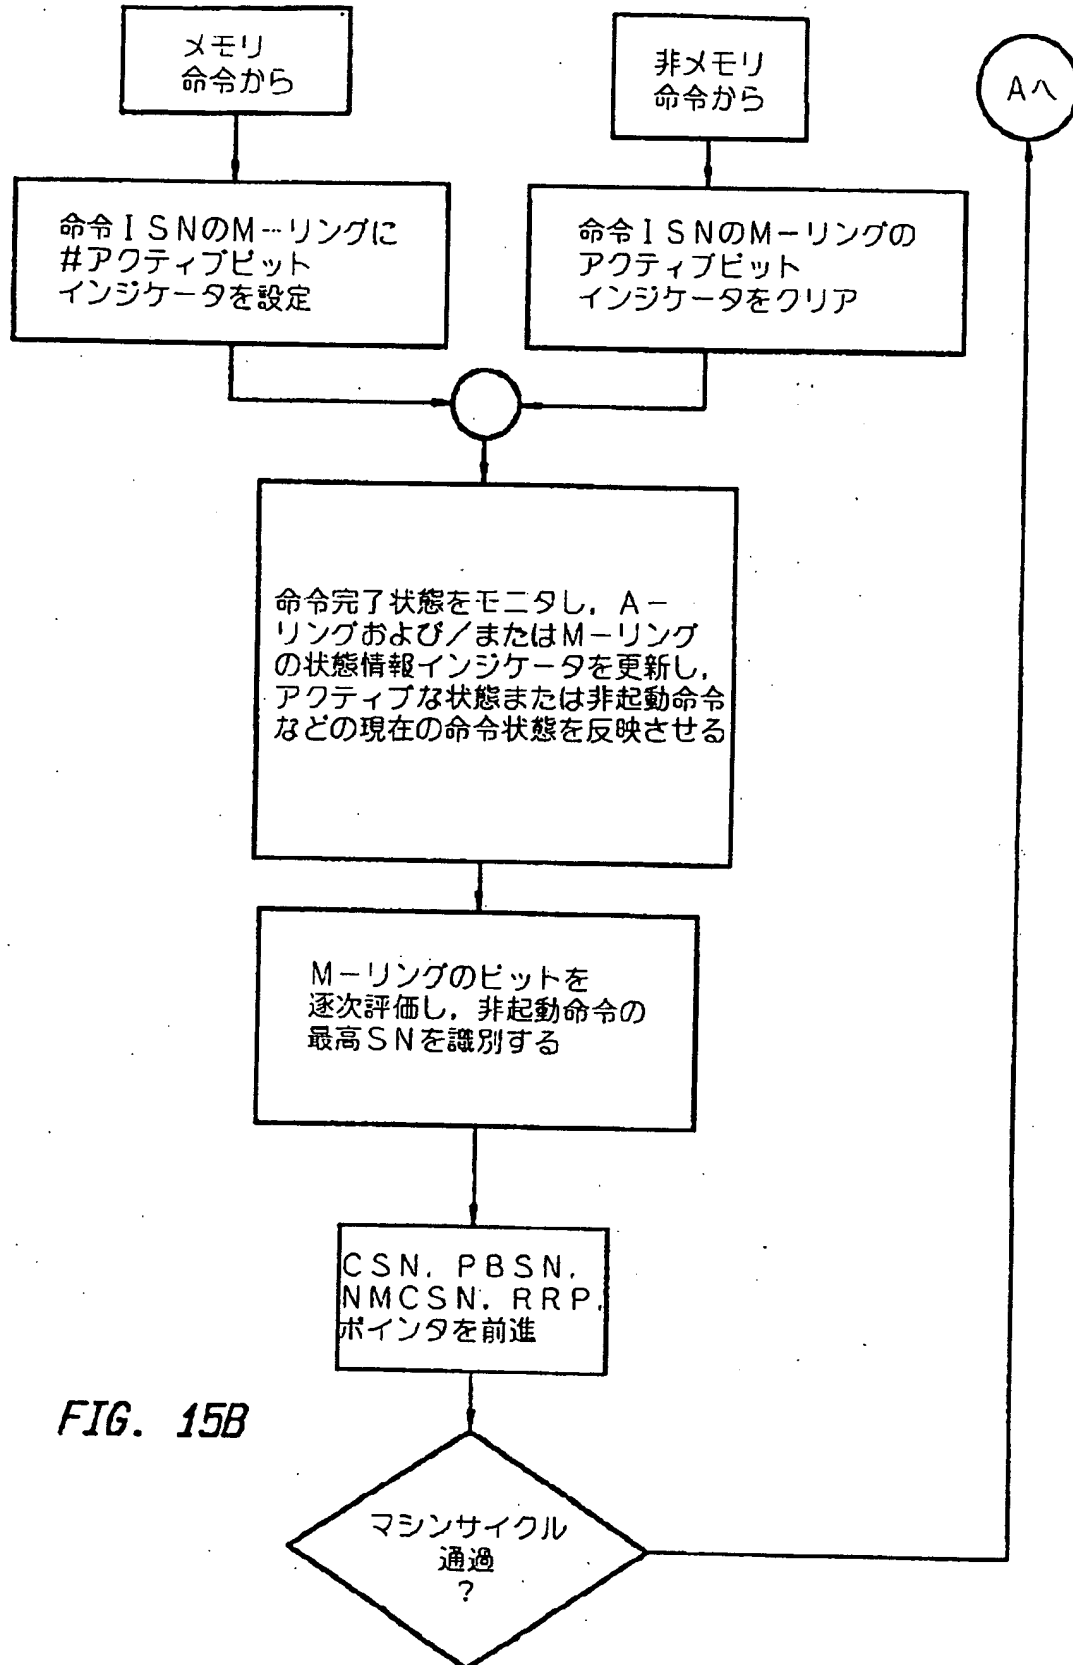 メモリ
命令から
非メモリ
命令から
Aへ
命令ISNのM-リングに
#アクティブビット
インジケータを設定
命令ISNのM-リングの
アクティブビット
インジケータをクリア
命令完了状態をモニタし，A-
リングおよび/またはM-リング
の状態情報インジケータを更新し，
アクティブな状態または非起動命令
などの現在の命令状態を反映させる
M-リングのビットを
逐次評価し，非起動命令の
最高SNを識別する
CSN，PBSN，
NMCSN，RRP，
ポインタを前進
FIG. 15B
マシンサイクル
通過
?